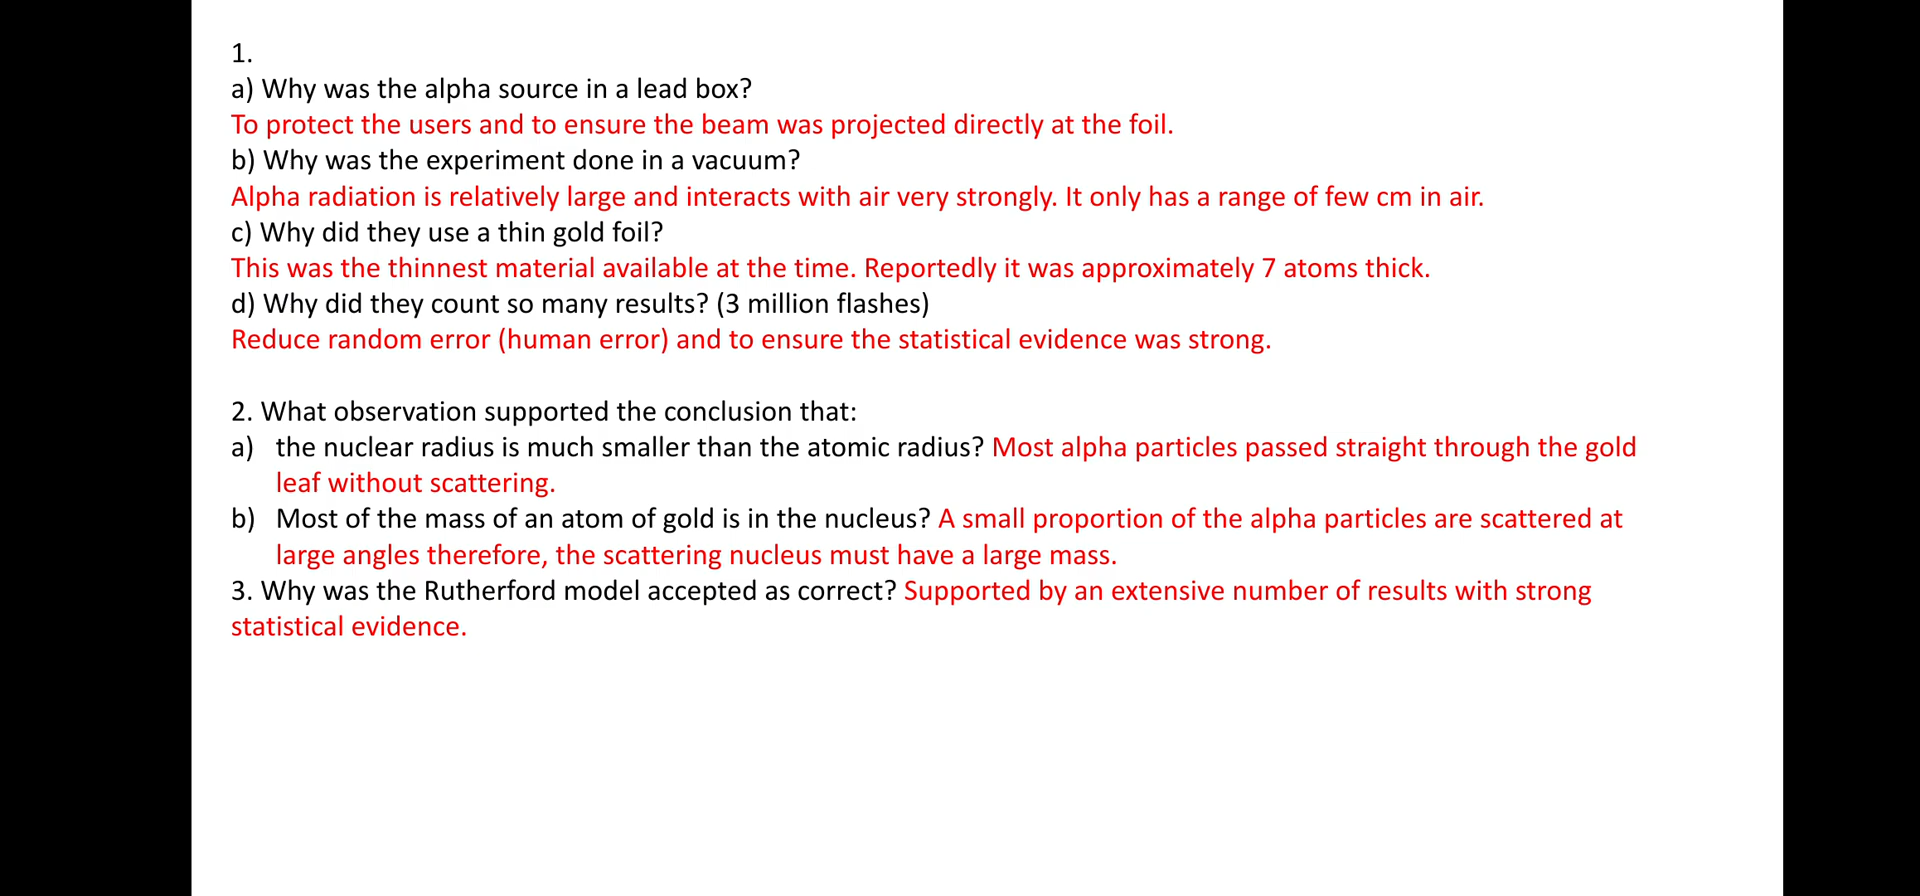 1.
a) Why was the alpha source in a lead box?
To protect the users and to ensure the beam was projected directly at the foil.
b) Why was the experiment done in a vacuum?
Alpha radiation is relatively large and interacts with air very strongly. It only has a range of few cm in air.
c) Why did they use a thin gold foil?
This was the thinnest material available at the time. Reportedly it was approximately 7 atoms thick.
d) Why did they count so many results? (3 million flashes)
Reduce random error (human error) and to ensure the statistical evidence was strong.
2. What observation supported the conclusion that:
a) the nuclear radius is much smaller than the atomic radius? Most alpha particles passed straight through the gold
leaf without scattering.
b) Most of the mass of an atom of gold is in the nucleus? A small proportion of the alpha particles are scattered at
large angles therefore, the scattering nucleus must have a large mass.
3. Why was the Rutherford model accepted as correct? Supported by an extensive number of results with strong
statistical evidence.